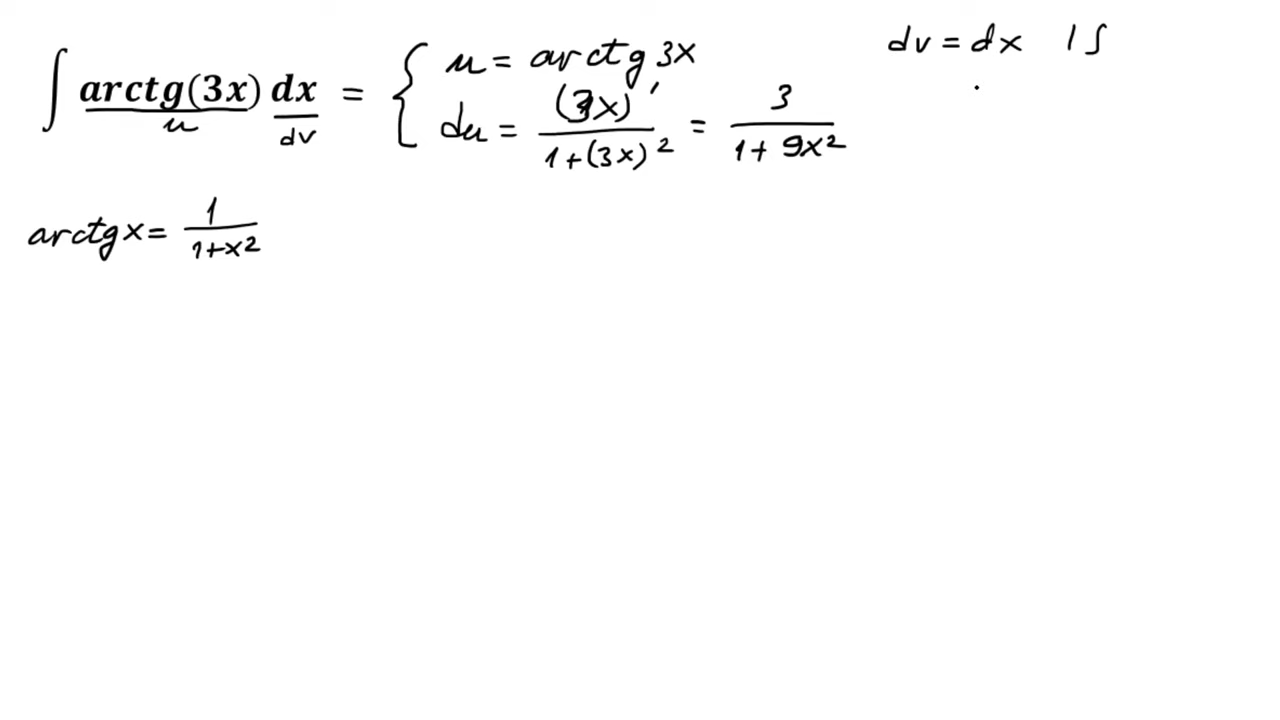 ∫ arctg(3x) dx = { u = arctg 3x   dv = dx | ∫
u   dv   du = (3x)' / 1+(3x)² = 3 / 1+9x²
arctgx = 1 / 1+x²